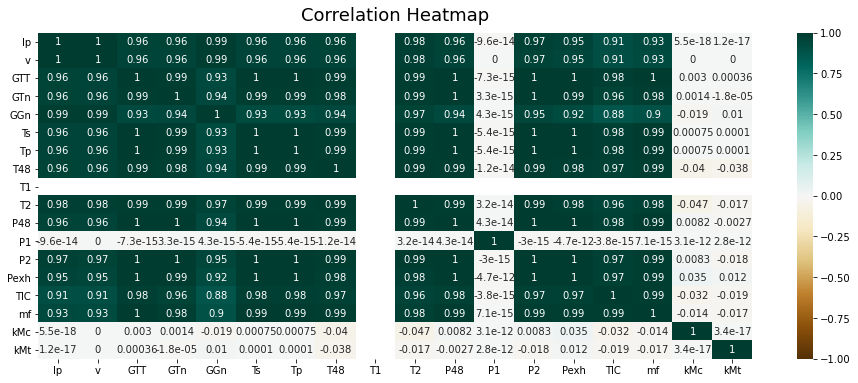 Correlation Heatmap
lp 1 1 0.96 0.96 0.99 0.96 0.96 0.96 0.98 0.96 -9.6e-14 0.97 0.95 0.91 0.93 5.5e-18 1.2e-17 1.00
v 1 1 0.96 0.96 0.99 0.96 0.96 0.96 0.98 0.96 0 0.97 0.95 0.91 0.93 0 0
GTT 0.96 0.96 1 0.99 0.93 1 1 0.99 0.99 1 -7.3e-15 1 1 0.98 1 0.003 0.00036 0.75
GTn 0.96 0.96 0.99 1 0.94 0.99 0.99 0.98 0.99 1 3.3e-15 1 0.99 0.96 0.98 0.0014 -1.8e-05
GGn 0.99 0.99 0.93 0.94 1 0.93 0.93 0.94 0.97 0.94 4.3e-15 0.95 0.92 0.88 0.9 -0.019 0.01 0.50
Ts 0.96 0.96 1 0.99 0.93 1 1 0.99 0.99 1 -5.4e-15 1 1 0.98 0.99 0.00075 0.0001
Tp 0.96 0.96 1 0.99 0.93 1 1 0.99 0.99 1 -5.4e-15 1 1 0.98 0.99 0.00075 0.0001 0.25
T48 0.96 0.96 0.99 0.98 0.94 0.99 0.99 1 0.99 0.99 -1.2e-14 0.99 0.98 0.97 0.99 -0.04 -0.038
T1 0.00
T2 0.98 0.98 0.99 0.99 0.97 0.99 0.99 0.99 1 0.99 3.2e-14 0.99 0.98 0.96 0.98 -0.047 -0.017
P48 0.96 0.96 1 1 0.94 1 1 0.99 0.99 1 4.3e-14 1 1 0.98 0.99 0.0082 -0.0027 -0.25
P1 -9.6e-14 0 -7.3e-15 3.3e-15 4.3e-15 -5.4e-15 -5.4e-15 -1.2e-14 3.2e-14 4.3e-14 1 -3e-15 -4.7e-12 -3.8e-15 7.1e-15 3.1e-12 2.8e-12
P2 0.97 0.97 1 1 0.95 1 1 0.99 0.99 1 -3e-15 1 1 0.97 0.99 0.0083 -0.018 -0.50
Pexh 0.95 0.95 1 0.99 0.92 1 1 0.98 0.98 1 -4.7e-12 1 1 0.97 0.99 0.035 0.012
TIC 0.91 0.91 0.98 0.96 0.88 0.98 0.98 0.97 0.96 0.98 -3.8e-15 0.97 0.97 1 0.99 -0.032 -0.019 -0.75
mf 0.93 0.93 1 0.98 0.9 0.99 0.99 0.99 0.98 0.99 7.1e-15 0.99 0.99 0.99 1 -0.014 -0.017
kMc -5.5e-18 0 0.003 0.0014 -0.019 0.00075 0.00075 -0.04 -0.047 0.0082 3.1e-12 0.0083 0.035 -0.032 -0.014 1 3.4e-17
kMt -1.2e-17 0 0.00036 -1.8e-05 0.01 0.0001 0.0001 -0.038 -0.017 -0.0027 2.8e-12 -0.018 0.012 -0.019 -0.017 3.4e-17 1 -1.00
lp v GTT GTn GGn Ts Tp T48 T1 T2 P48 P1 P2 Pexh TIC mf kMc kMt